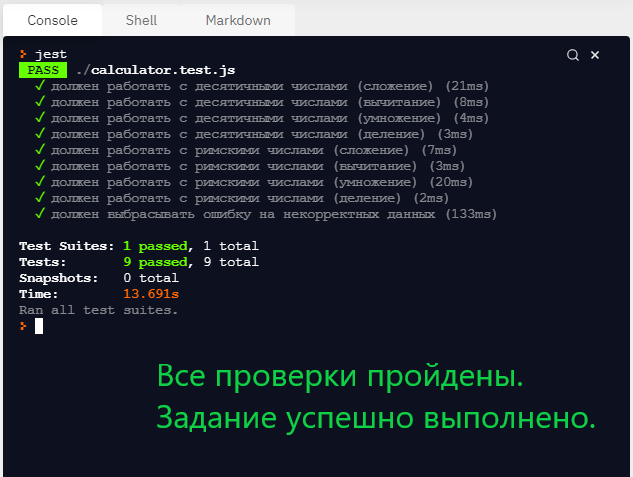 Console Shell Markdown
> jest
PASS ./calculator.test.js
✓ должен работать с десятичными числами (сложение) (21ms)
✓ должен работать с десятичными числами (вычитание) (8ms)
✓ должен работать с десятичными числами (умножение) (4ms)
✓ должен работать с десятичными числами (деление) (3ms)
✓ должен работать с римскими числами (сложение) (7ms)
✓ должен работать с римскими числами (вычитание) (3ms)
✓ должен работать с римскими числами (умножение) (20ms)
✓ должен работать с римскими числами (деление) (2ms)
✓ должен выбрасывать ошибку на некорректных данных (133ms)
Test Suites: 1 passed, 1 total
Tests: 9 passed, 9 total
Snapshots: 0 total
Time: 13.691s
Ran all test suites.
>
Все проверки пройдены.
Задание успешно выполнено.